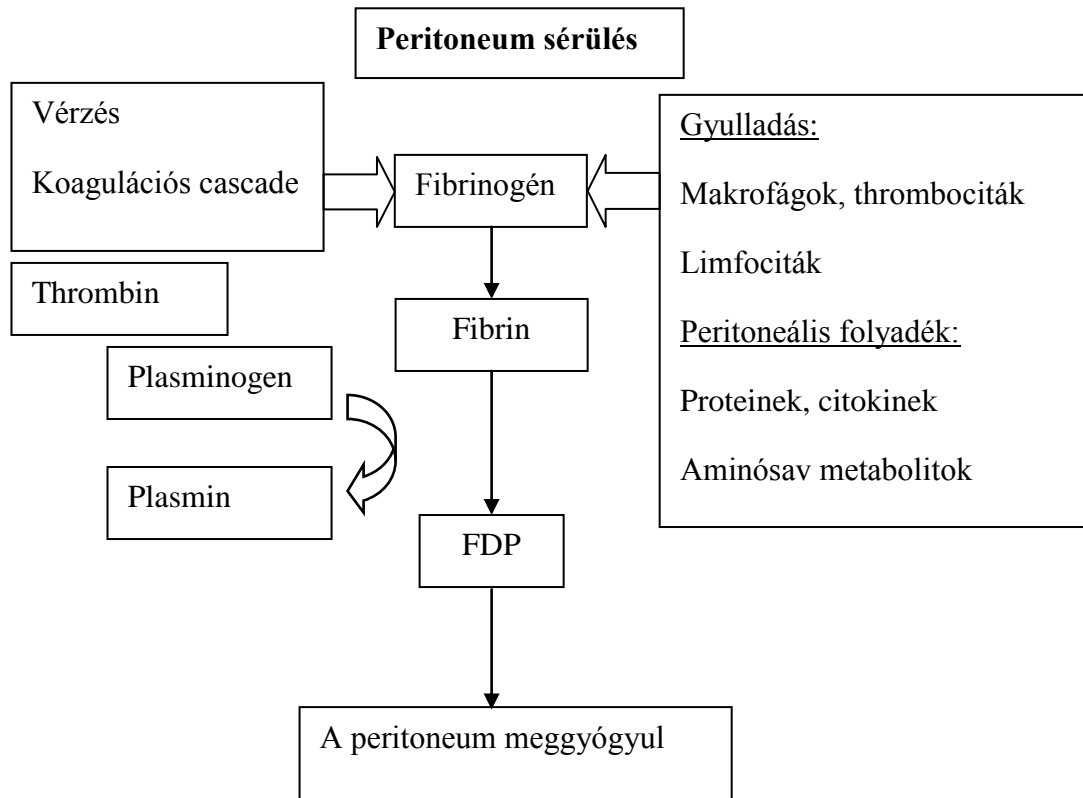 Peritoneum sérülés
Vérzés
Koagulációs cascade
Fibrinogén
Gyulladás:
Makrofágok, thrombociták
Limfociták
Peritoneális folyadék:
Proteinek, citokinek
Aminósav metabolitok
Thrombin
Fibrin
Plasminogen
Plasmin
FDP
A peritoneum meggyógyul